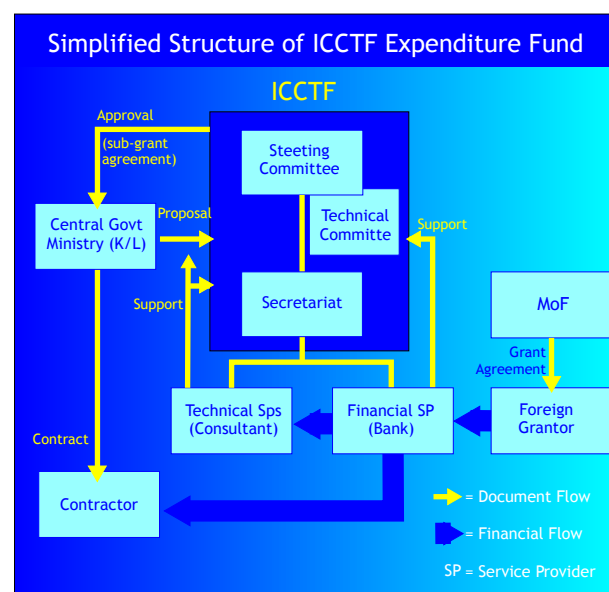 Simplified Structure of ICCTF Expenditure Fund
ICCTF
Approval
(sub-grant
agreement)
Steeting
Committee
Central Govt
Ministry (K/L)
Proposal
Technical
Committe
Support
Support
Secretariat
MoF
Grant
Agreement
Technical Sps
(Consultant)
Financial SP
(Bank)
Foreign
Grantor
Contract
Contractor
= Document Flow
= Financial Flow
SP = Service Provider